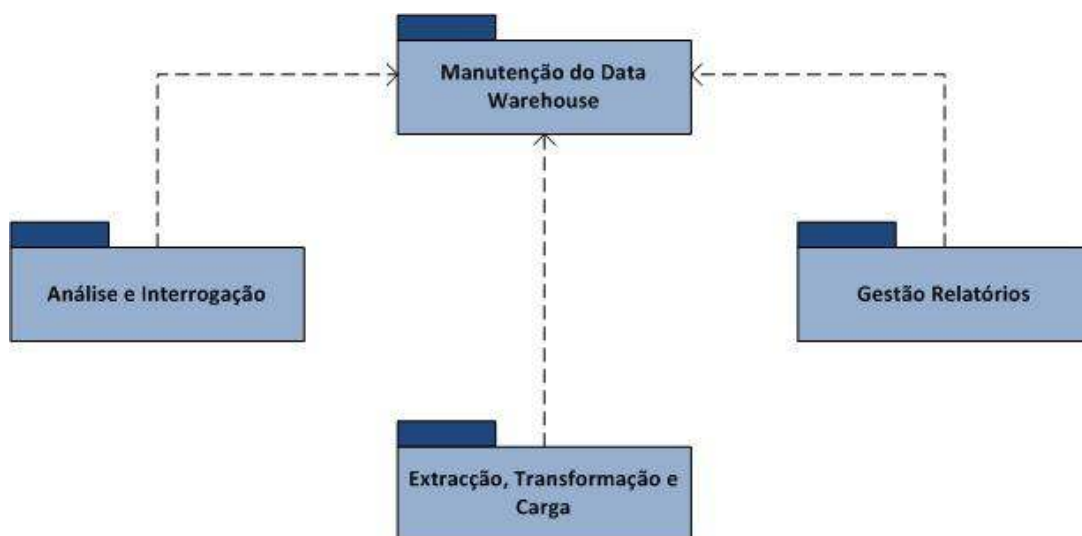 Manutenção do Data
Warehouse
Análise e Interrogação
Gestão Relatórios
Extracção, Transformação e
Carga